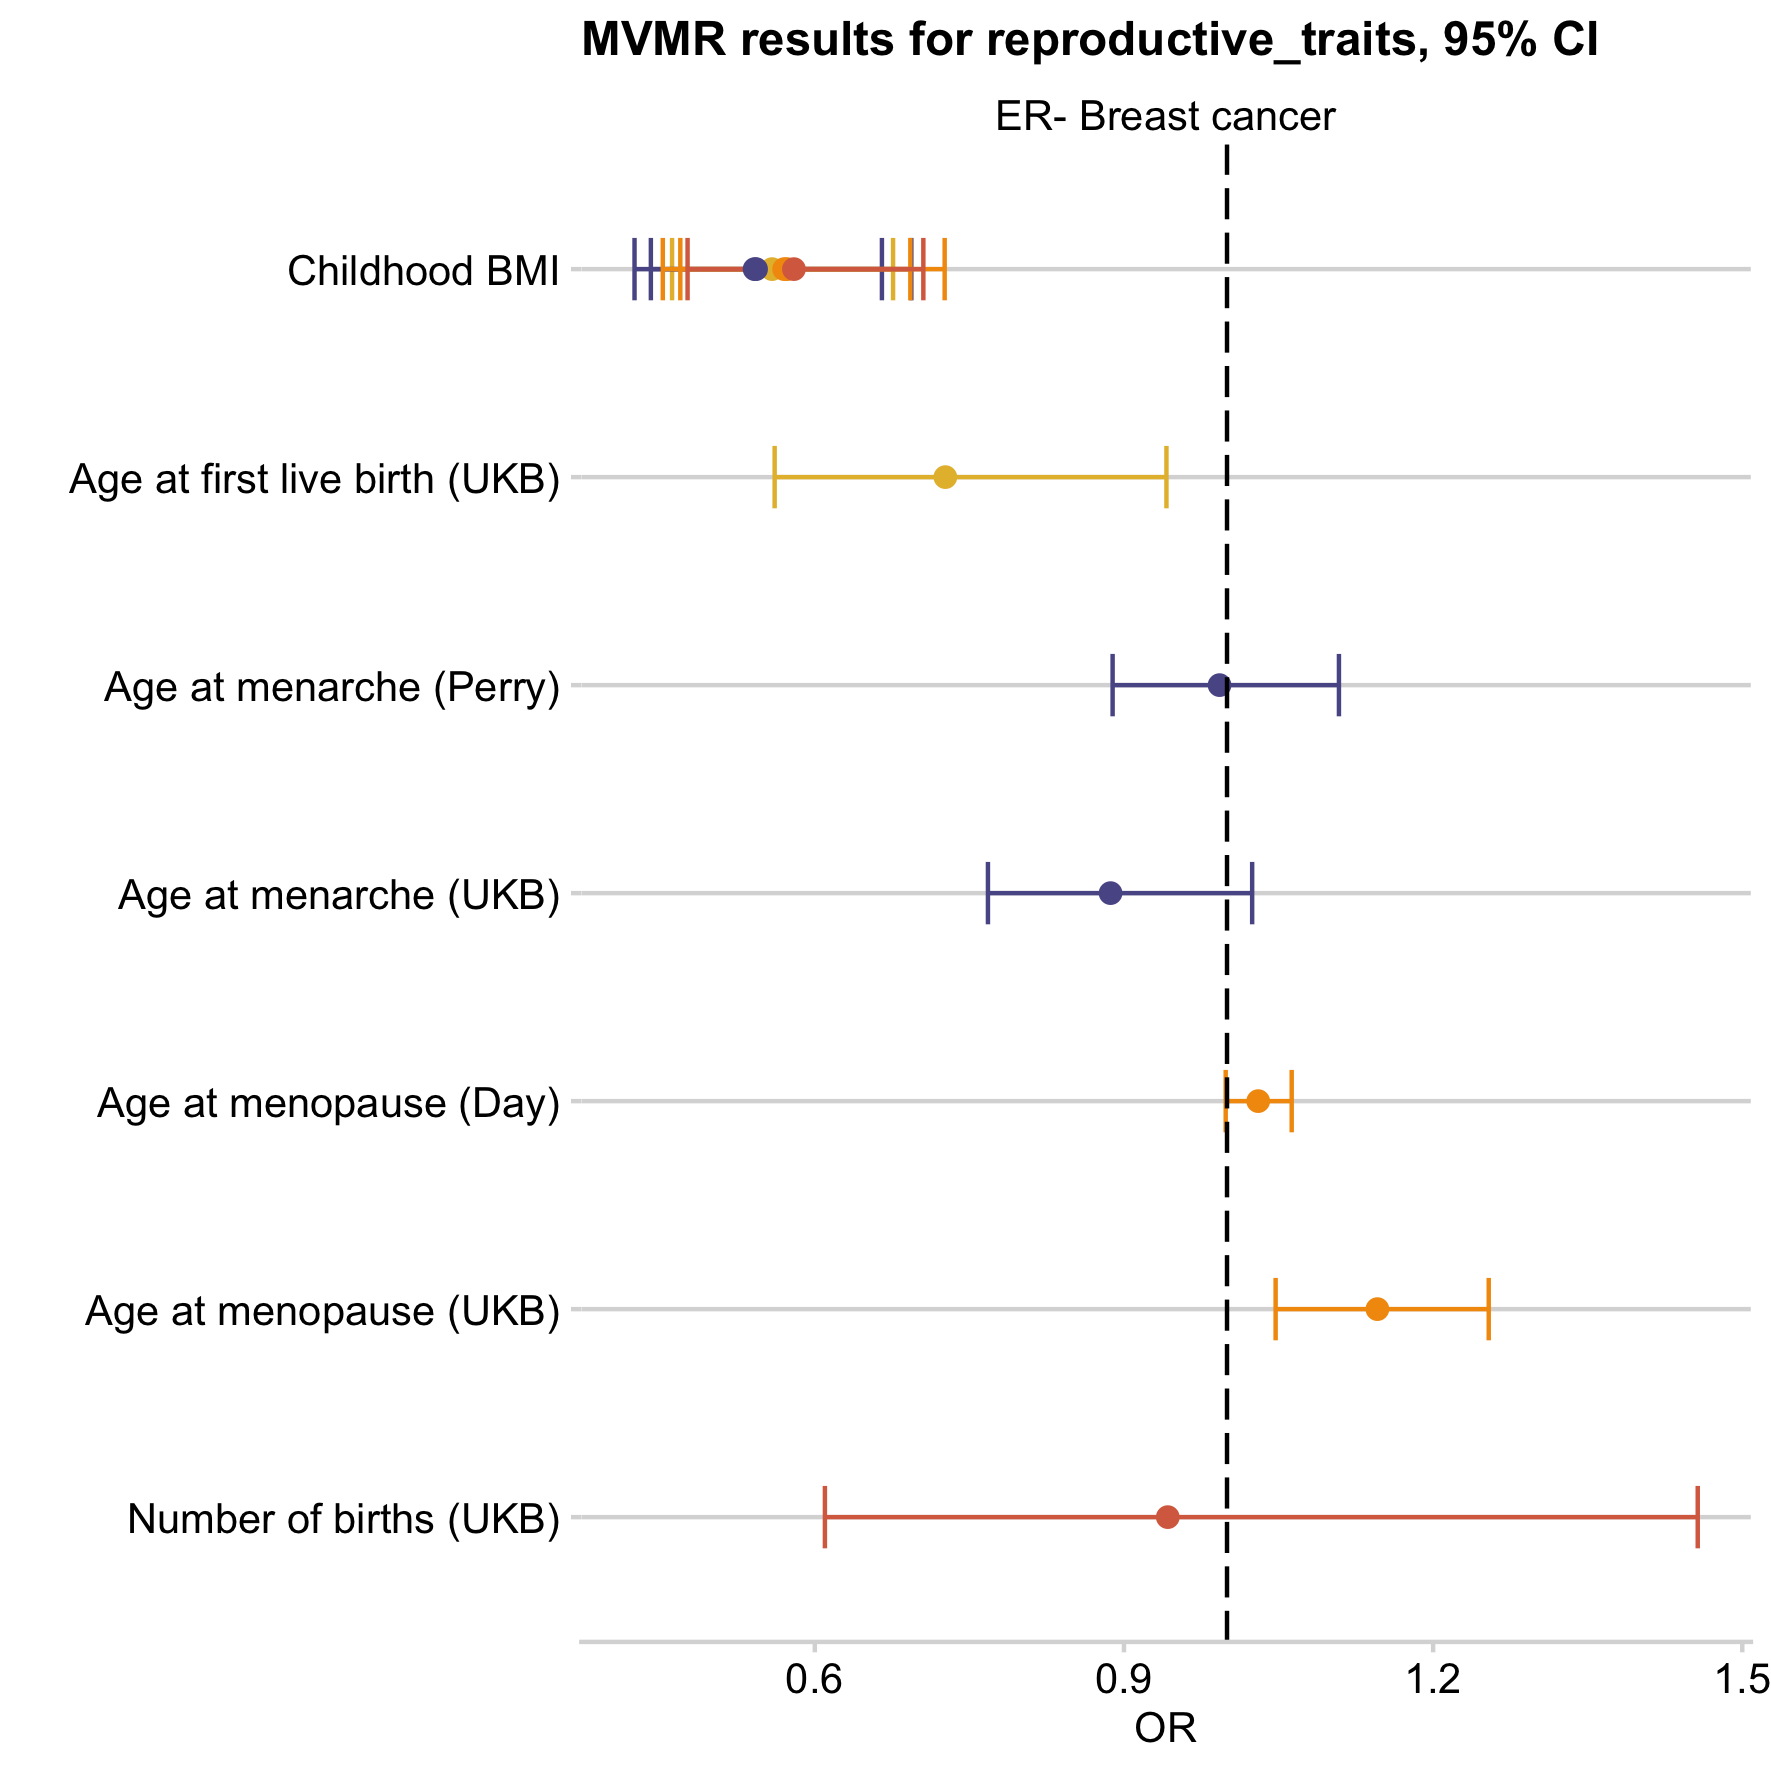 MVMR results for reproductive_traits, 95% CI
ER- Breast cancer
Childhood BMI
Age at first live birth (UKB)
Age at menarche (Perry)
Age at menarche (UKB)
Age at menopause (Day)
Age at menopause (UKB)
Number of births (UKB)
0.6 0.9 1.2 1.5
OR